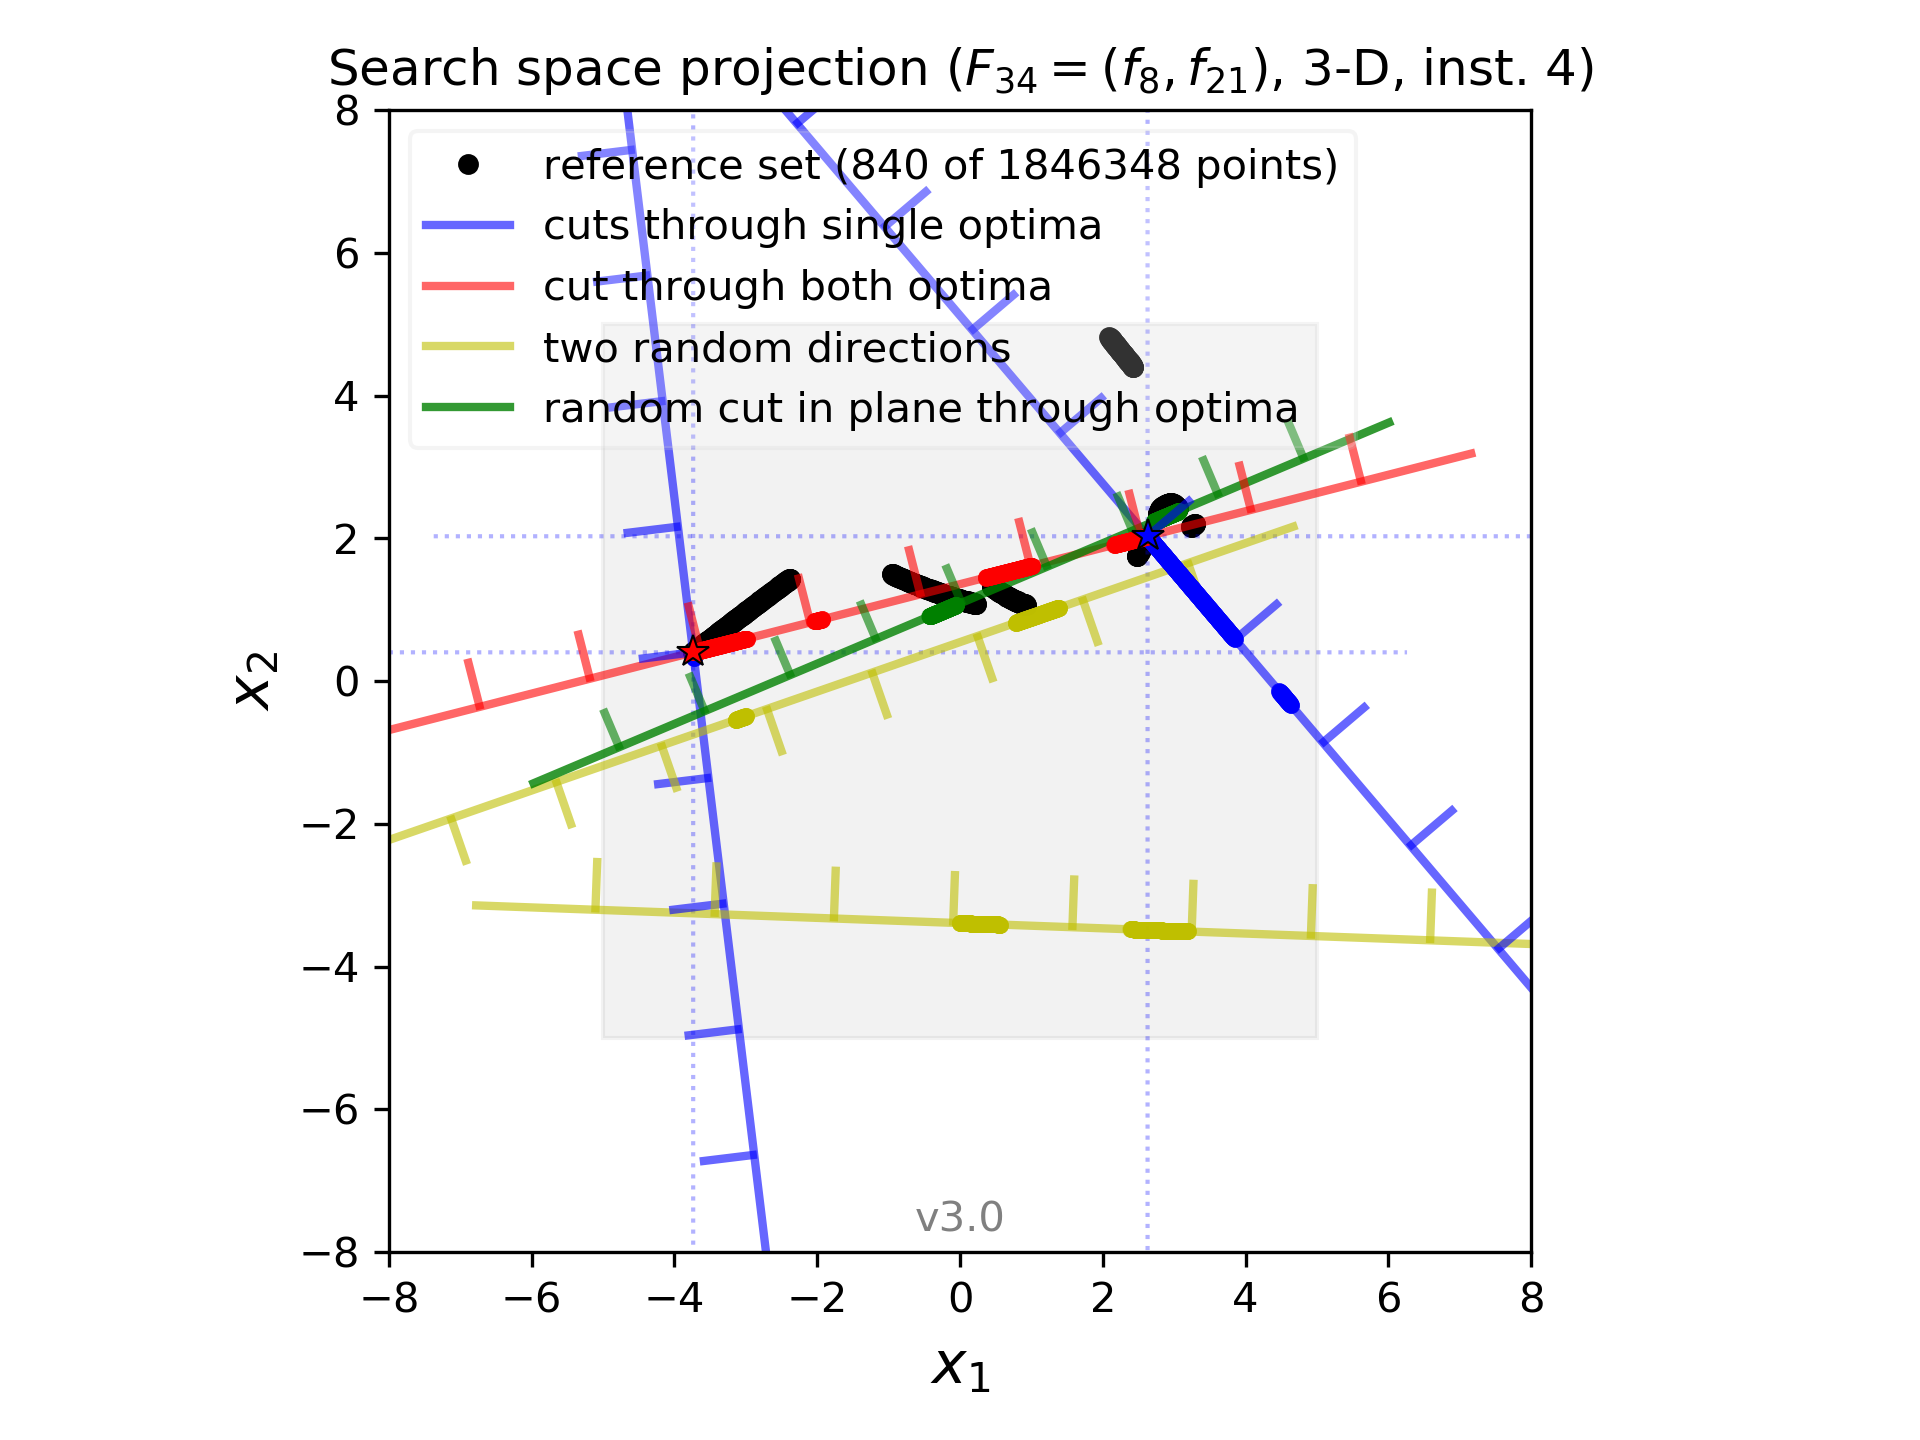 Search space projection (F₃₄ = (f₈, f₂₁), 3-D, inst. 4)
reference set (840 of 1846348 points)
cuts through single optima
cut through both optima
two random directions
random cut in plane through optima
8
6
4
2
0
−2
−4
−6
−8
x₂
v3.0
−8 −6 −4 −2 0 2 4 6 8
x₁